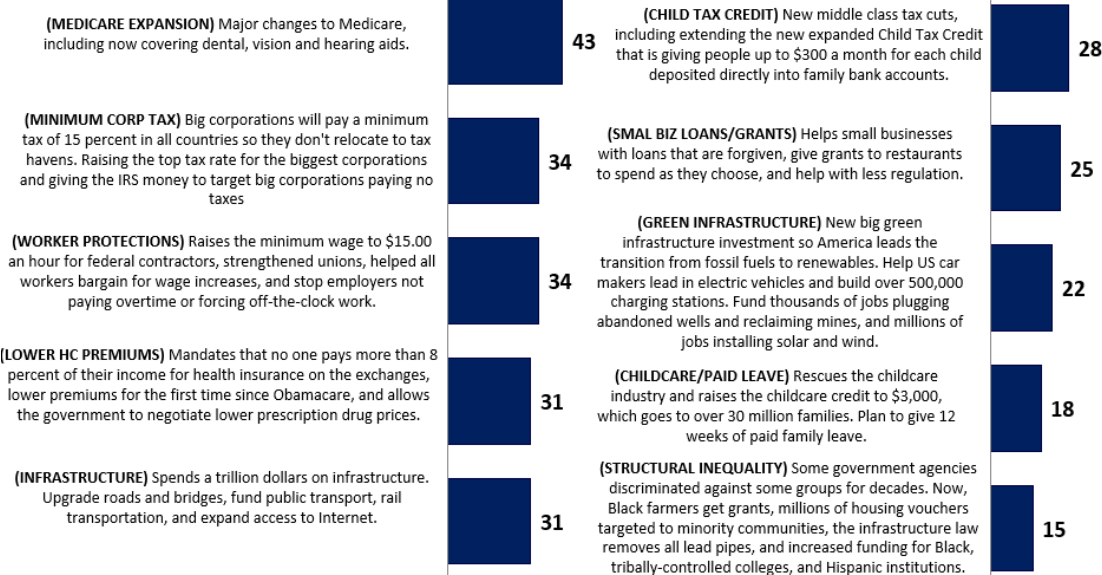 (MEDICARE EXPANSION) Major changes to Medicare,
including now covering dental, vision and hearing aids.
43
(MINIMUM CORP TAX) Big corporations will pay a minimum
tax of 15 percent in all countries so they don't relocate to tax
havens. Raising the top tax rate for the biggest corporations
and giving the IRS money to target big corporations paying no
taxes
34
(WORKER PROTECTIONS) Raises the minimum wage to $15.00
an hour for federal contractors, strengthened unions, helped all
workers bargain for wage increases, and stop employers not
paying overtime or forcing off-the-clock work.
34
(LOWER HC PREMIUMS) Mandates that no one pays more than 8
percent of their income for health insurance on the exchanges,
lower premiums for the first time since Obamacare, and allows
the government to negotiate lower prescription drug prices.
31
(INFRASTRUCTURE) Spends a trillion dollars on infrastructure.
Upgrade roads and bridges, fund public transport, rail
transportation, and expand access to Internet.
31
(CHILD TAX CREDIT) New middle class tax cuts,
including extending the new expanded Child Tax Credit
that is giving people up to $300 a month for each child
deposited directly into family bank accounts.
28
(SMAL BIZ LOANS/GRANTS) Helps small businesses
with loans that are forgiven, give grants to restaurants
to spend as they choose, and help with less regulation.
25
(GREEN INFRASTRUCTURE) New big green
infrastructure investment so America leads the
transition from fossil fuels to renewables. Help US car
makers lead in electric vehicles and build over 500,000
charging stations. Fund thousands of jobs plugging
abandoned wells and reclaiming mines, and millions of
jobs installing solar and wind.
22
(CHILDCARE/PAID LEAVE) Rescues the childcare
industry and raises the childcare credit to $3,000,
which goes to over 30 million families. Plan to give 12
weeks of paid family leave.
18
(STRUCTURAL INEQUALITY) Some government agencies
discriminated against some groups for decades. Now,
Black farmers get grants, millions of housing vouchers
targeted to minority communities, the infrastructure law
removes all lead pipes, and increased funding for Black,
tribally-controlled colleges, and Hispanic institutions.
15